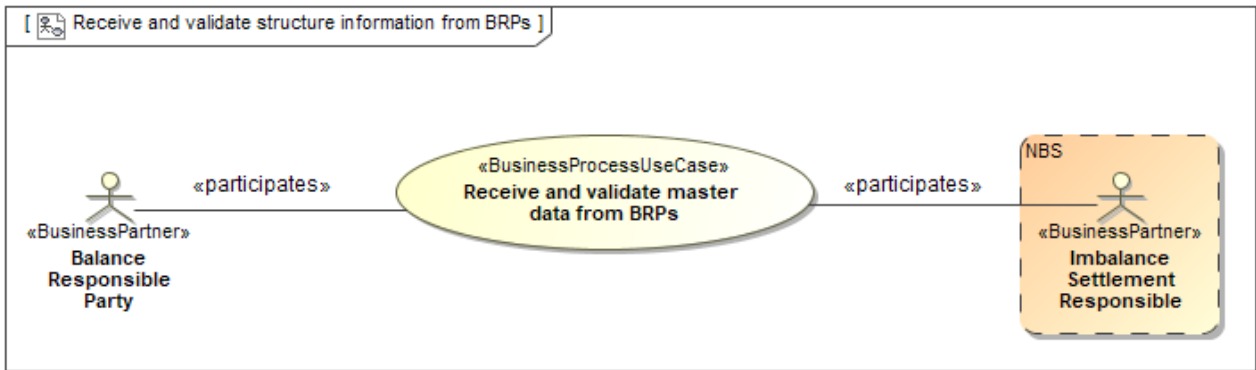 [ Receive and validate structure information from BRPs ]
NBS
«BusinessProcessUseCase»
Receive and validate master
data from BRPs
«participates»
«participates»
«BusinessPartner»
Balance
Responsible
Party
«BusinessPartner»
Imbalance
Settlement
Responsible